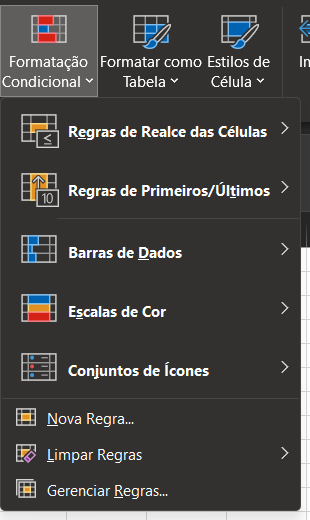 Formatação Formatar como Estilos de
Condicional Tabela Célula
Regras de Realce das Células
10
Regras de Primeiros/Últimos
Barras de Dados
Escalas de Cor
Conjuntos de Ícones
Nova Regra...
Limpar Regras
Gerenciar Regras...